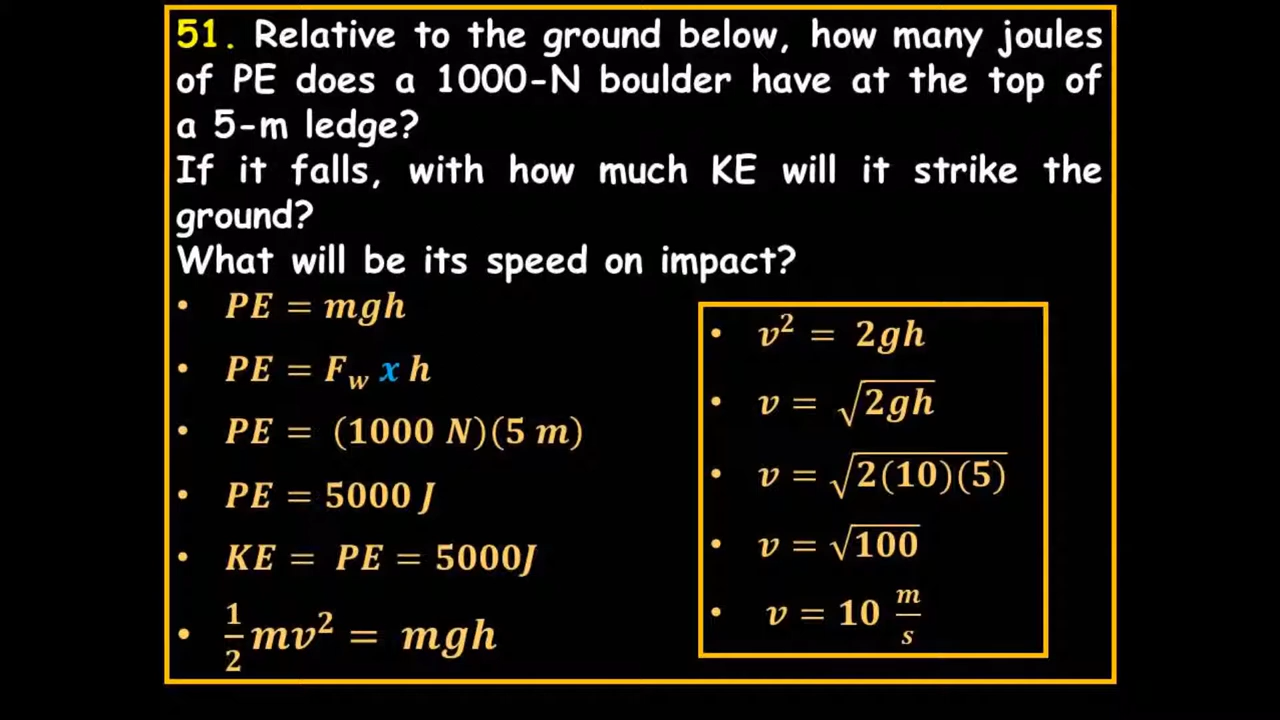 51. Relative to the ground below, how many joules
of PE does a 1000-N boulder have at the top of
a 5-m ledge?
If it falls, with how much KE will it strike the
ground?
What will be its speed on impact?
• PE = mgh
• PE = F_w x h
• PE = (1000 N)(5 m)
• PE = 5000 J
• KE = PE = 5000J
• 1/2 mv² = mgh
• v² = 2gh
• v = √2gh
• v = √2(10)(5)
• v = √100
• v = 10 m/s